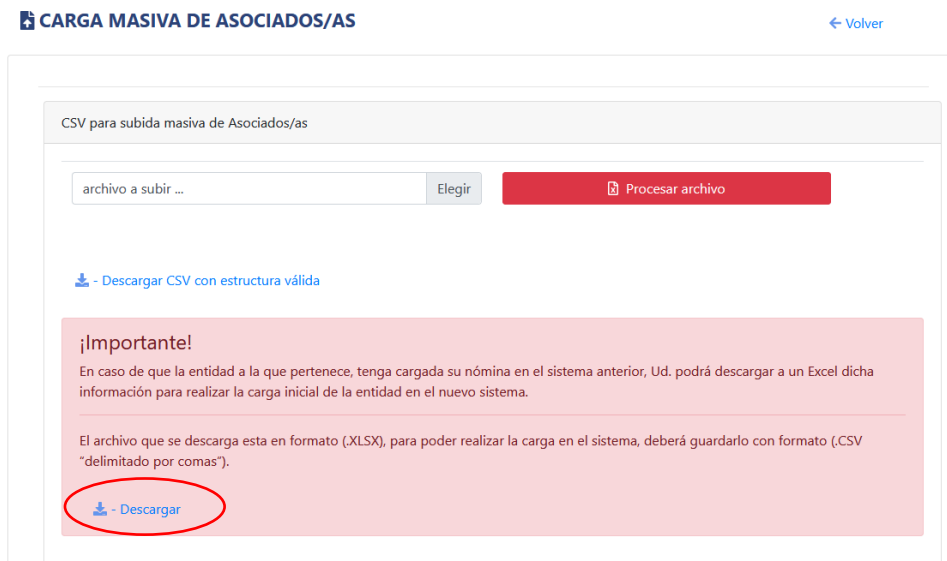 CARGA MASIVA DE ASOCIADOS/AS
Volver
CSV para subida masiva de Asociados/as
archivo a subir ...
Elegir
Procesar archivo
- Descargar CSV con estructura válida
¡Importante!
En caso de que la entidad a la que pertenece, tenga cargada su nómina en el sistema anterior, Ud. podrá descargar a un Excel dicha
información para realizar la carga inicial de la entidad en el nuevo sistema.
El archivo que se descarga esta en formato (.XLSX), para poder realizar la carga en el sistema, deberá guardarlo con formato (.CSV
“delimitado por comas”).
- Descargar